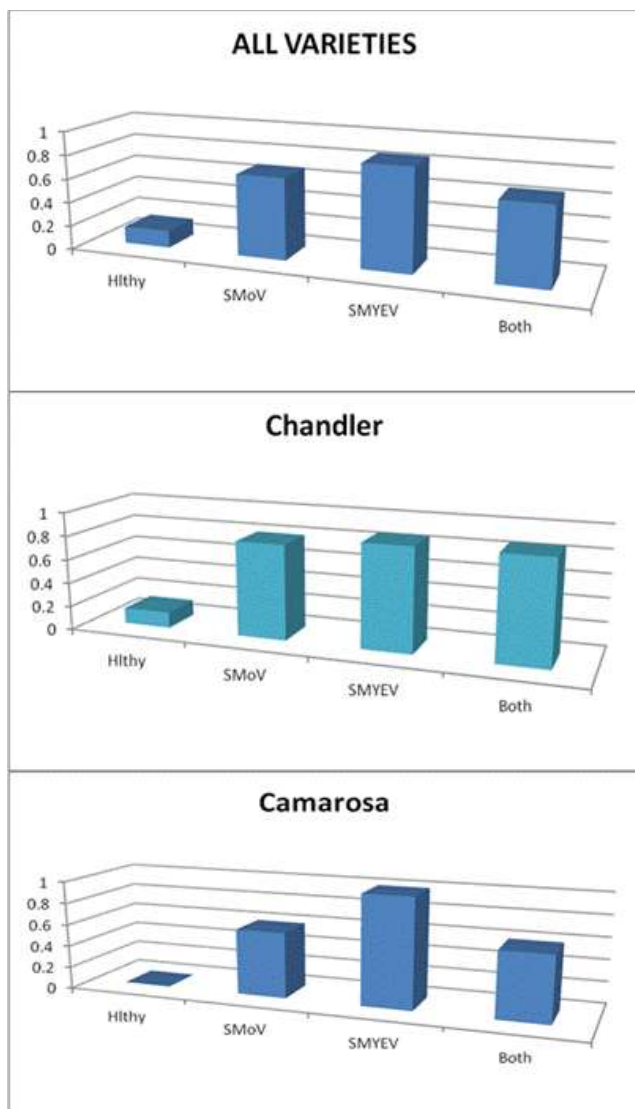 ALL VARIETIES
1
0.8
0.6
0.4
0.2
0
Hlthy
SMoV
SMYEV
Both
Chandler
1
0.8
0.6
0.4
0.2
0
Hlthy
SMoV
SMYEV
Both
Camarosa
1
0.8
0.6
0.4
0.2
0
Hlthy
SMoV
SMYEV
Both